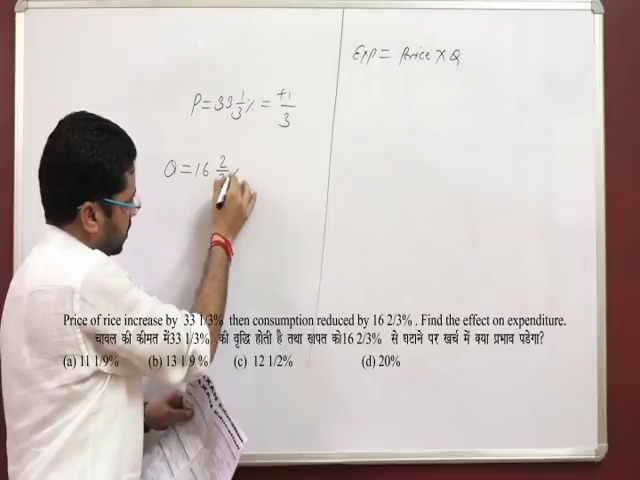 Exp = Price × Q
P = 33 1/3 % = +1/3
Q = 16 2/
Price of rice increase by 33 1/3% then consumption reduced by 16 2/3% . Find the effect on expenditure.
चावल की कीमत में33 1/3% की वृद्धि होती है तथा खपत को16 2/3% से घटाने पर खर्च में क्या प्रभाव पडेगा?
(a) 11 1/9% (b) 13 1 9 % (c) 12 1/2% (d) 20%